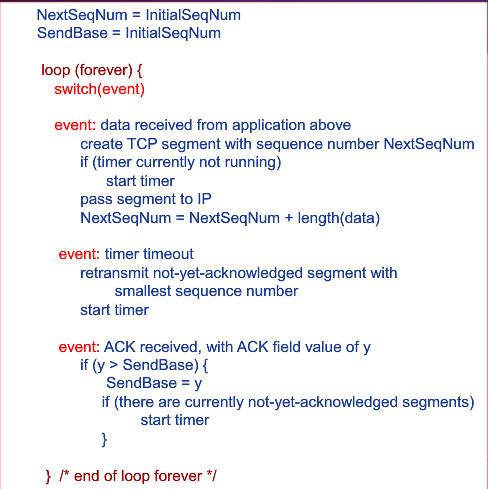 NextSeqNum = InitialSeqNum
SendBase = InitialSeqNum
loop (forever) {
switch(event)
event: data received from application above
create TCP segment with sequence number NextSeqNum
if (timer currently not running)
start timer
pass segment to IP
NextSeqNum = NextSeqNum + length(data)
event: timer timeout
retransmit not-yet-acknowledged segment with
smallest sequence number
start timer
event: ACK received, with ACK field value of y
if (y > SendBase) {
SendBase = y
if (there are currently not-yet-acknowledged segments)
start timer
}
} /* end of loop forever */